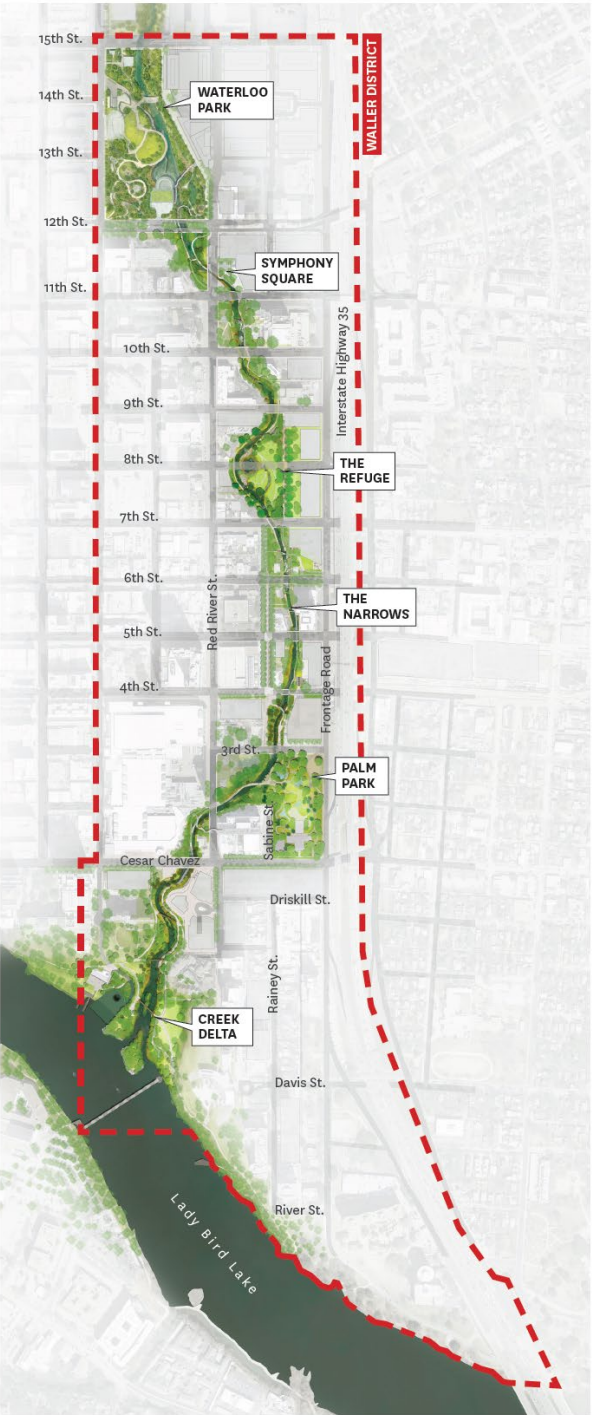 15th St.
WALLER DISTRICT
14th St.
WATERLOO
PARK
13th St.
12th St.
SYMPHONY
SQUARE
11th St.
Interstate Highway 35
10th St.
9th St.
8th St.
THE
REFUGE
7th St.
6th St.
Red River St.
THE
NARROWS
5th St.
Frontage Road
4th St.
3rd St.
PALM
PARK
Sabine St.
Cesar Chavez
Driskill St.
Rainey St.
CREEK
DELTA
Davis St.
River St.
Lady Bird Lake